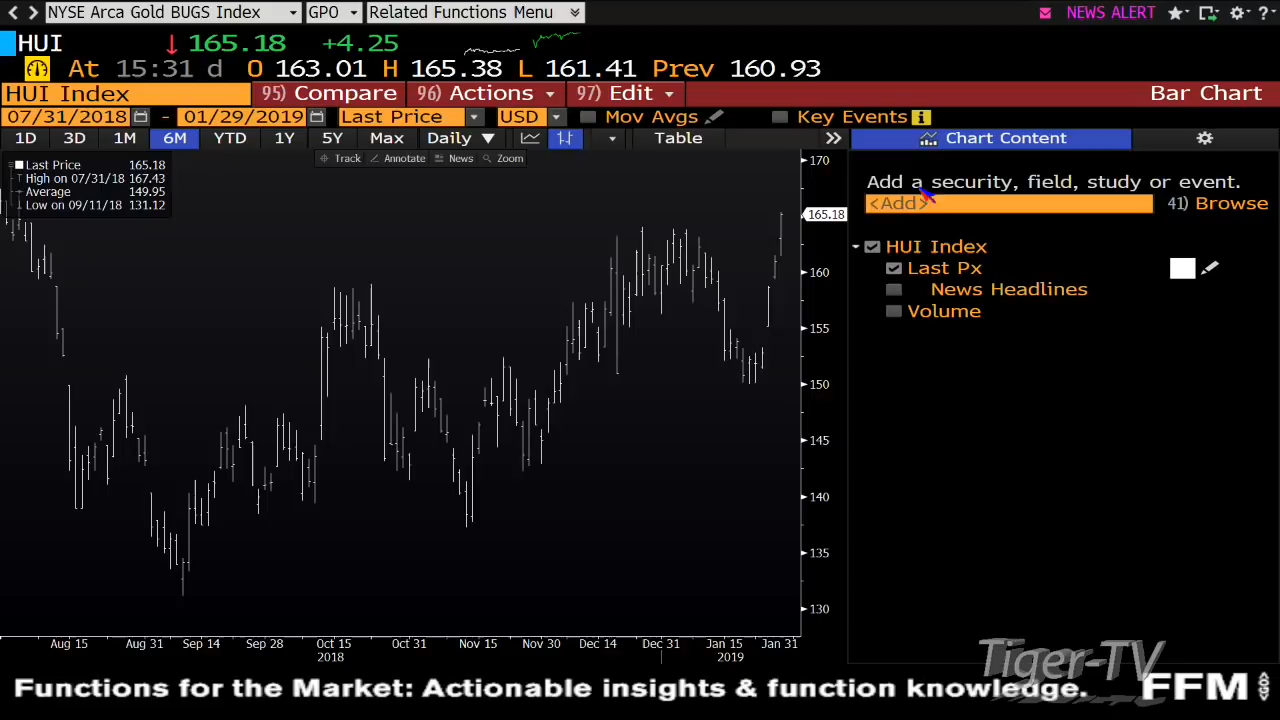 NYSE Arca Gold BUGS Index GPO Related Functions Menu NEWS ALERT ?
HUI 165.18 +4.25
At 15:31 d O 163.01 H 165.38 L 161.41 Prev 160.93
HUI Index 95) Compare 96) Actions 97) Edit Bar Chart
07/31/2018 - 01/29/2019 Last Price USD Mov Avgs Key Events i
1D 3D 1M 6M YTD 1Y 5Y Max Daily Table Chart Content
Track Annotate News Zoom
Last Price 165.18
High on 07/31/18 167.43
Average 149.95
Low on 09/11/18 131.12
Add a security, field, study or event.
<Add> 41) Browse
HUI Index
Last Px
News Headlines
Volume
170
165.18
160
155
150
145
140
135
130
Aug 15 Aug 31 Sep 14 Sep 28 Oct 15 Oct 31 Nov 15 Nov 30 Dec 14 Dec 31 Jan 15 Jan 31
2018 2019
Tiger-TV
Functions for the Market: Actionable insights & function knowledge. FFM